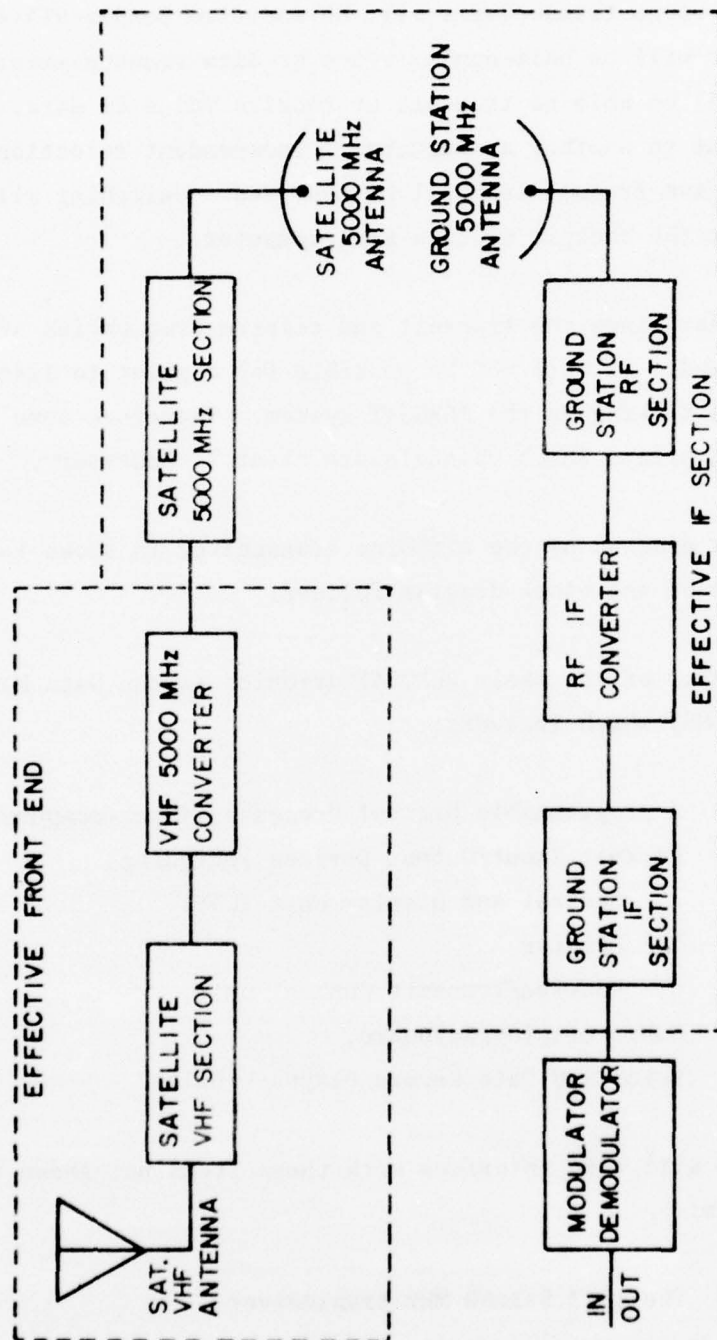 EFFECTIVE FRONT END
SAT.
VHF
ANTENNA
SATELLITE
VHF SECTION
VHF 5000 MHz
CONVERTER
SATELLITE
5000 MHz SECTION
SATELLITE
5000 MHz
ANTENNA
GROUND STATION
5000 MHz
ANTENNA
IN
OUT
MODULATOR
DEMODULATOR
GROUND
STATION
IF
SECTION
RF IF
CONVERTER
GROUND
STATION
RF
SECTION
EFFECTIVE IF SECTION